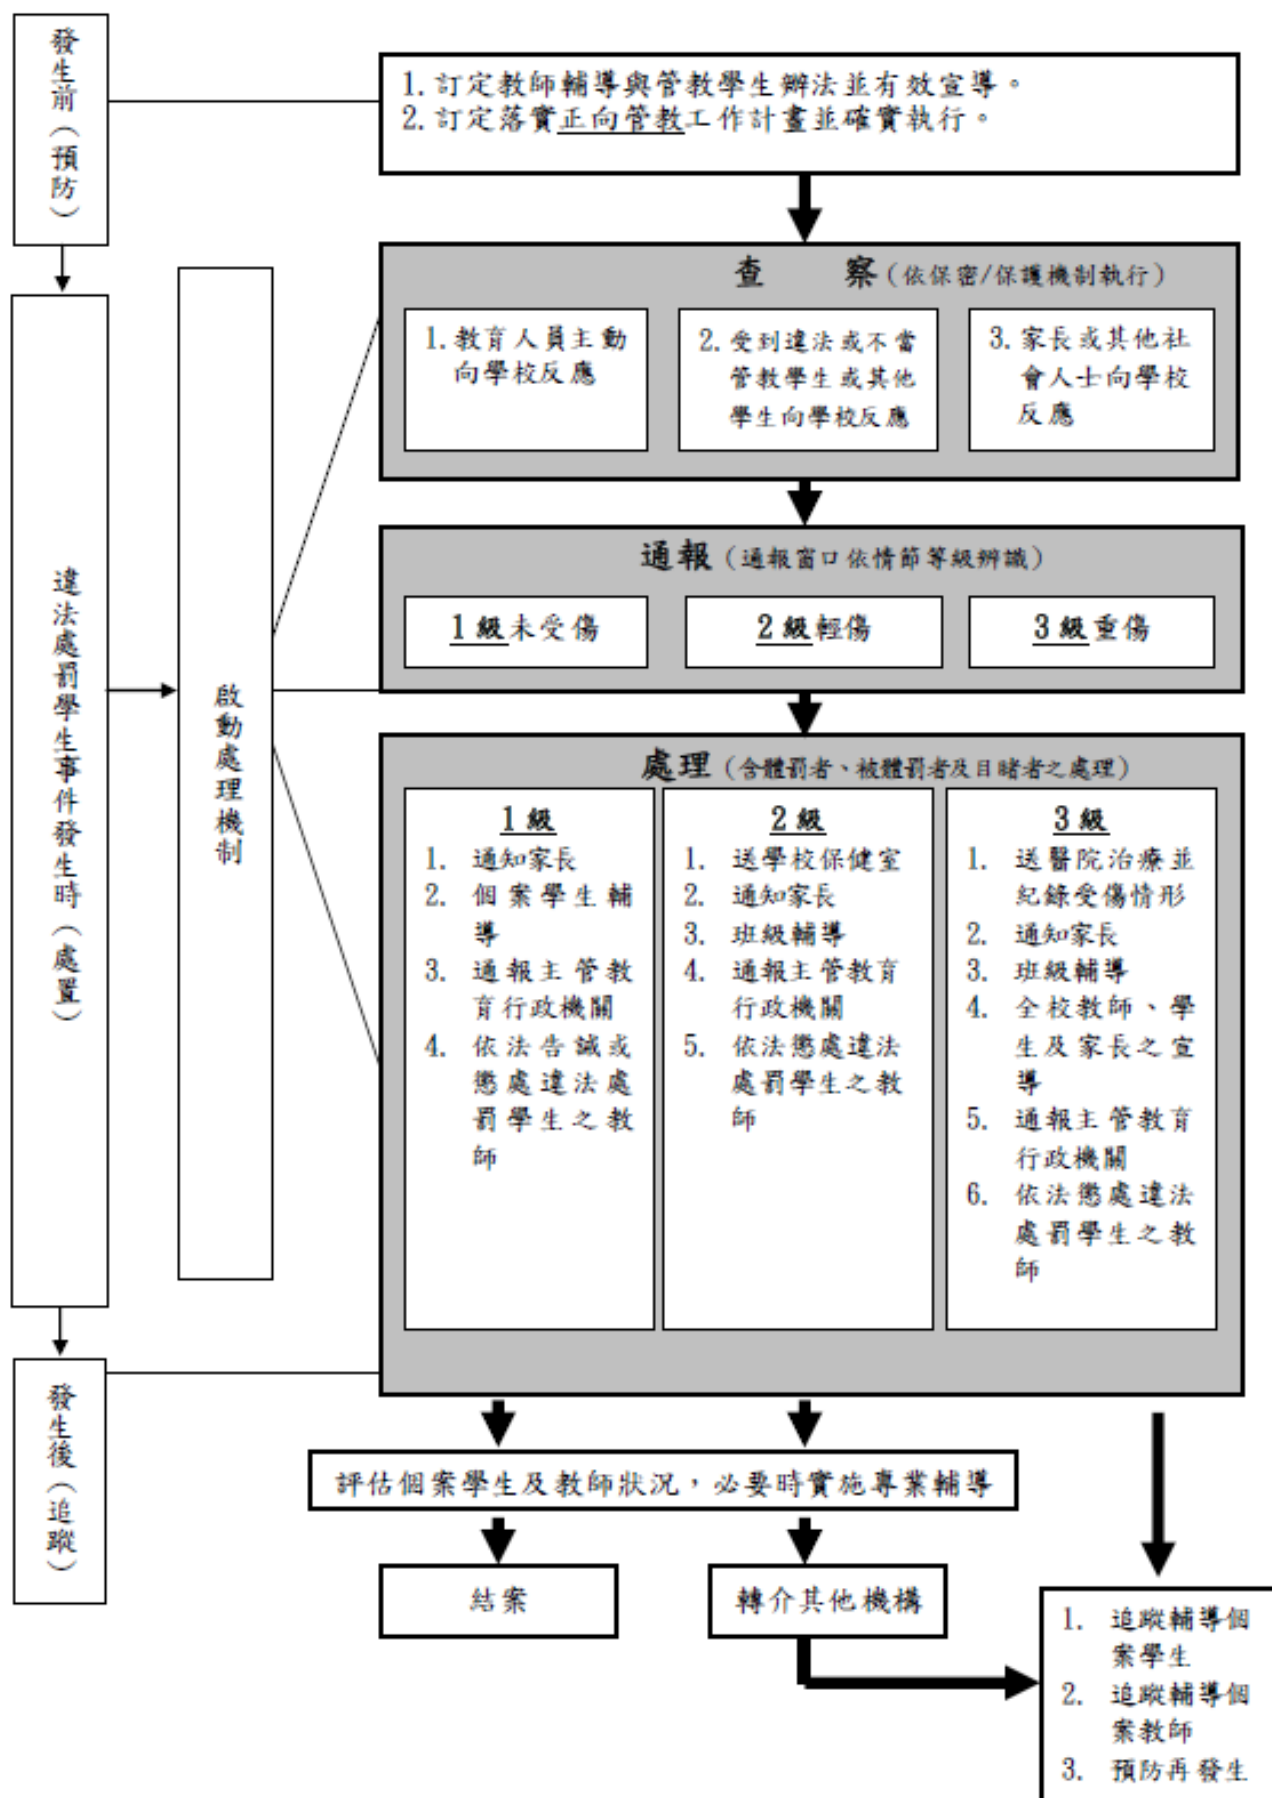 發生前（預防）
1.訂定教師輔導與管教學生辦法並有效宣導。
2.訂定落實正向管教工作計畫並確實執行。
違法處罰學生事件發生時（處置）
啟動處理機制
查　　察（依保密/保護機制執行）
1.教育人員主動
向學校反應
2.受到違法或不當
管教學生或其他
學生向學校反應
3.家長或其他社
會人士向學校
反應
通報（通報窗口依情節等級辨識）
1級未受傷
2級輕傷
3級重傷
處理（含體罰者、被體罰者及目睹者之處理）
1級
1. 通知家長
2. 個案學生輔
導
3. 通報主管教
育行政機關
4. 依法告誡或
懲處違法處
罰學生之教
師
2級
1. 送學校保健室
2. 通知家長
3. 班級輔導
4. 通報主管教育
行政機關
5. 依法懲處違法
處罰學生之教
師
3級
1. 送醫院治療並
紀錄受傷情形
2. 通知家長
3. 班級輔導
4. 全校教師、學
生及家長之宣
導
5. 通報主管教育
行政機關
6. 依法懲處違法
處罰學生之教
師
發生後（追蹤）
評估個案學生及教師狀況，必要時實施專業輔導
結案
轉介其他機構
1. 追蹤輔導個
案學生
2. 追蹤輔導個
案教師
3. 預防再發生